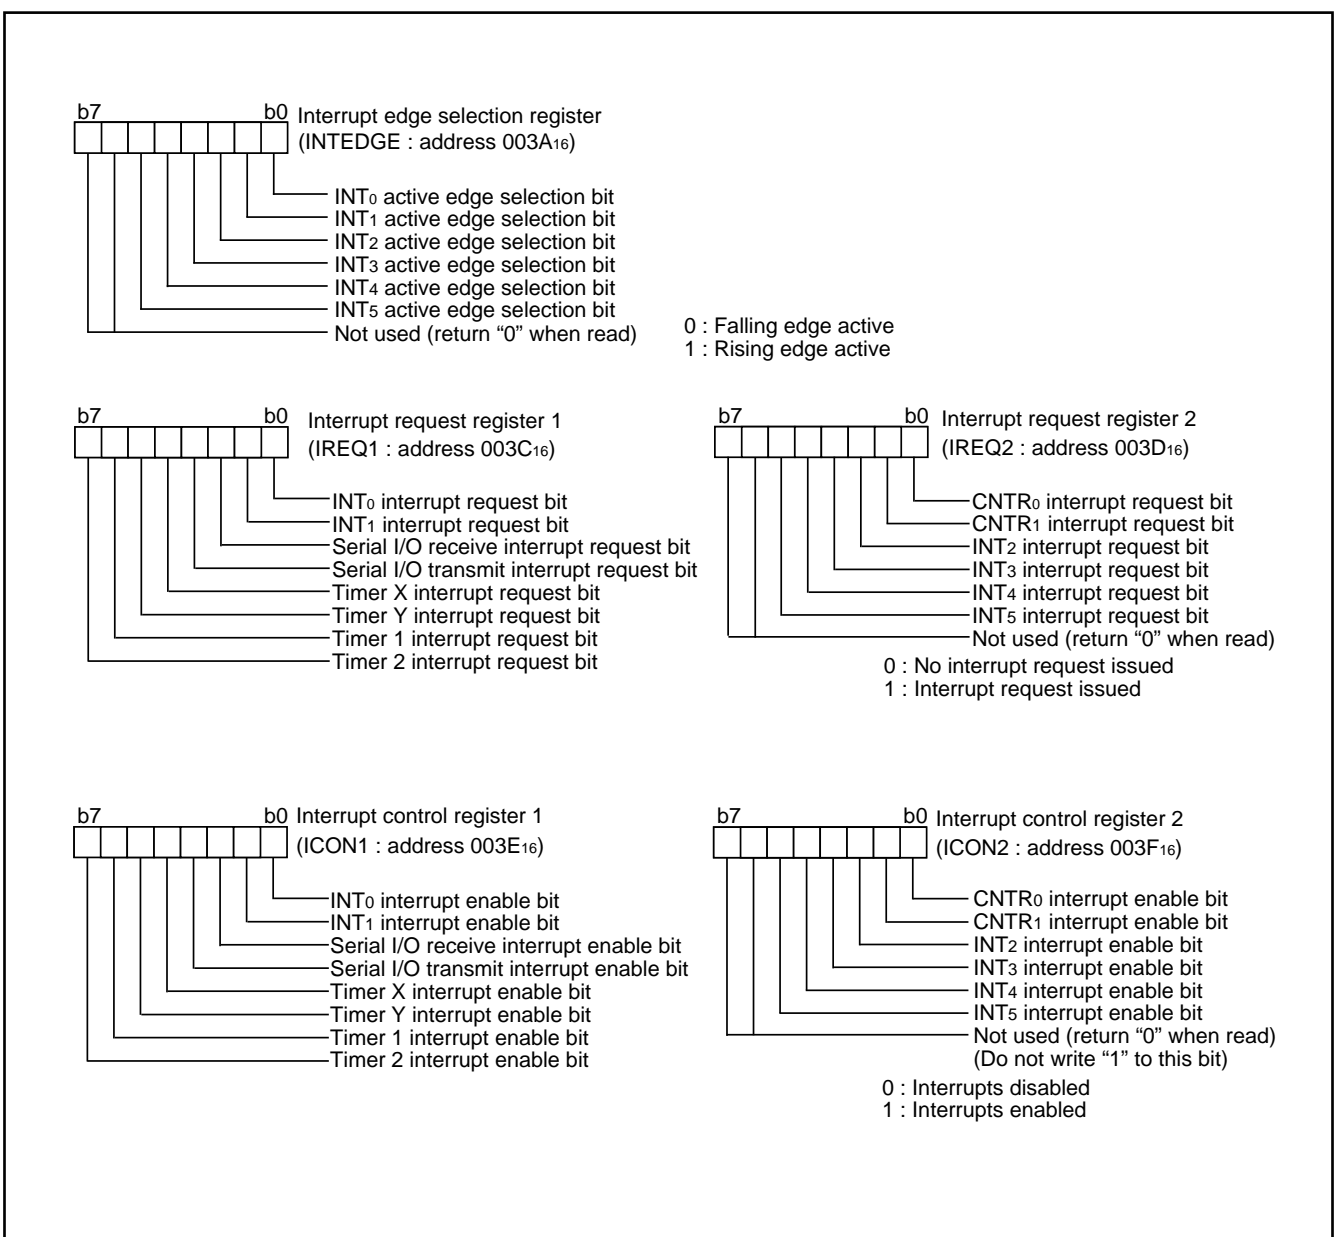 b7 b0 Interrupt edge selection register
(INTEDGE : address 003A16)
INT0 active edge selection bit
INT1 active edge selection bit
INT2 active edge selection bit
INT3 active edge selection bit
INT4 active edge selection bit
INT5 active edge selection bit
Not used (return “0” when read)
0 : Falling edge active
1 : Rising edge active
b7 b0 Interrupt request register 1
(IREQ1 : address 003C16)
INT0 interrupt request bit
INT1 interrupt request bit
Serial I/O receive interrupt request bit
Serial I/O transmit interrupt request bit
Timer X interrupt request bit
Timer Y interrupt request bit
Timer 1 interrupt request bit
Timer 2 interrupt request bit
b7 b0 Interrupt request register 2
(IREQ2 : address 003D16)
CNTR0 interrupt request bit
CNTR1 interrupt request bit
INT2 interrupt request bit
INT3 interrupt request bit
INT4 interrupt request bit
INT5 interrupt request bit
Not used (return “0” when read)
0 : No interrupt request issued
1 : Interrupt request issued
b7 b0 Interrupt control register 1
(ICON1 : address 003E16)
INT0 interrupt enable bit
INT1 interrupt enable bit
Serial I/O receive interrupt enable bit
Serial I/O transmit interrupt enable bit
Timer X interrupt enable bit
Timer Y interrupt enable bit
Timer 1 interrupt enable bit
Timer 2 interrupt enable bit
b7 b0 Interrupt control register 2
(ICON2 : address 003F16)
CNTR0 interrupt enable bit
CNTR1 interrupt enable bit
INT2 interrupt enable bit
INT3 interrupt enable bit
INT4 interrupt enable bit
INT5 interrupt enable bit
Not used (return “0” when read)
(Do not write “1” to this bit)
0 : Interrupts disabled
1 : Interrupts enabled